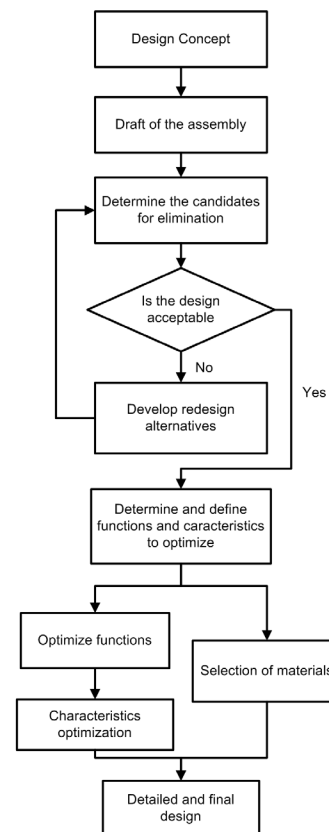 Design Concept
Draft of the assembly
Determine the candidates
for elimination
Is the design
acceptable
No
Yes
Develop redesign
alternatives
Determine and define
functions and caracteristics
to optimize
Optimize functions
Selection of materials
Characteristics
optimization
Detailed and final
design